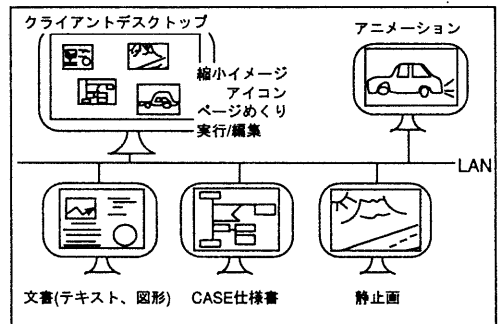 クライアントデスクトップ
アニメーション
縮小イメージ
アイコン
ページめくり
実行/編集
LAN
文書(テキスト、図形)
CASE仕様書
静止画